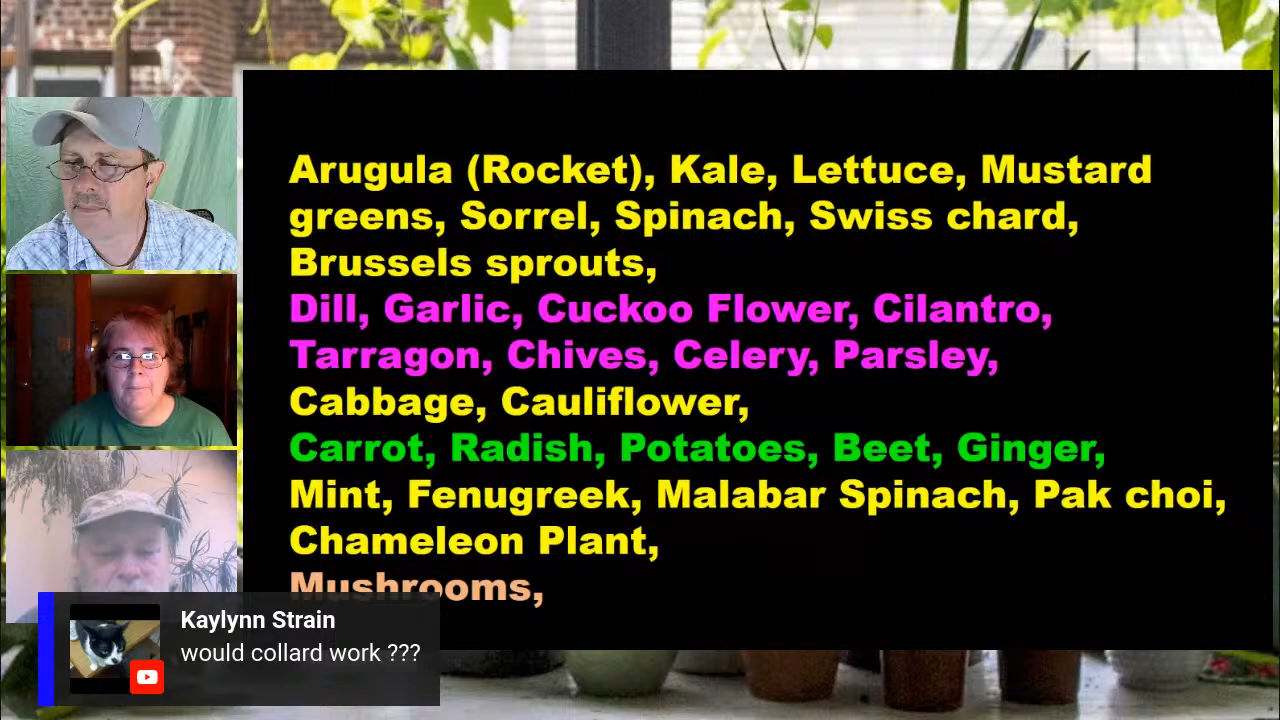 Arugula (Rocket), Kale, Lettuce, Mustard
greens, Sorrel, Spinach, Swiss chard,
Brussels sprouts,
Dill, Garlic, Cuckoo Flower, Cilantro,
Tarragon, Chives, Celery, Parsley,
Cabbage, Cauliflower,
Carrot, Radish, Potatoes, Beet, Ginger,
Mint, Fenugreek, Malabar Spinach, Pak choi,
Chameleon Plant,
Mushrooms,
Kaylynn Strain
would collard work ???